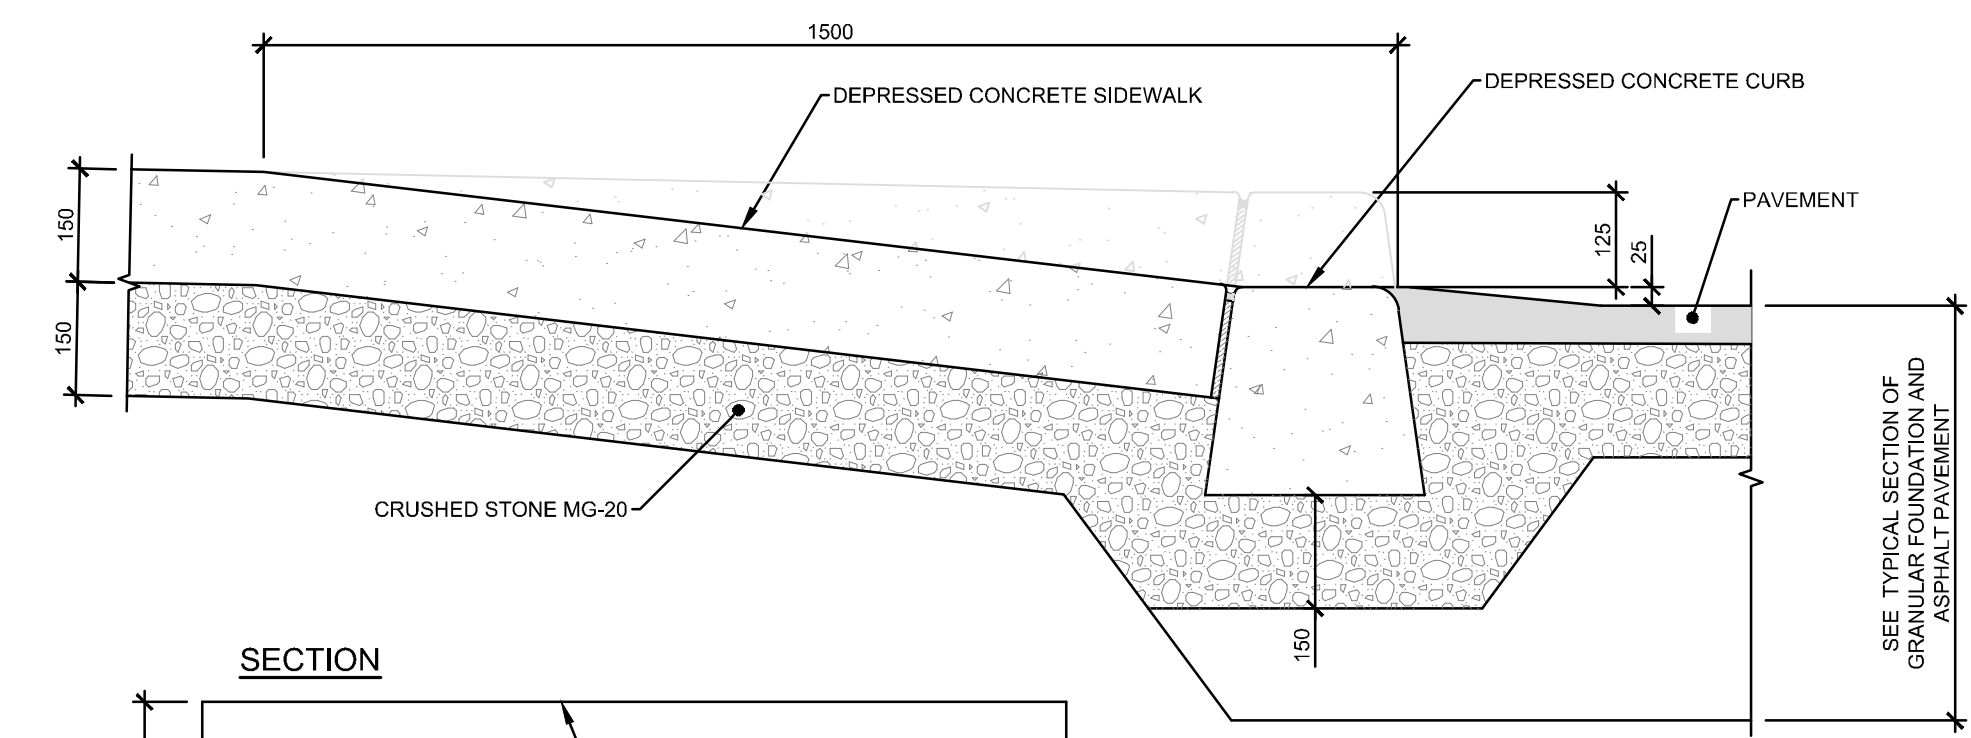 1500
DEPRESSED CONCRETE SIDEWALK
DEPRESSED CONCRETE CURB
PAVEMENT
150
150
125
25
CRUSHED STONE MG-20
150
SEE TYPICAL SECTION OF
GRANULAR FOUNDATION AND
ASPHALT PAVEMENT
SECTION